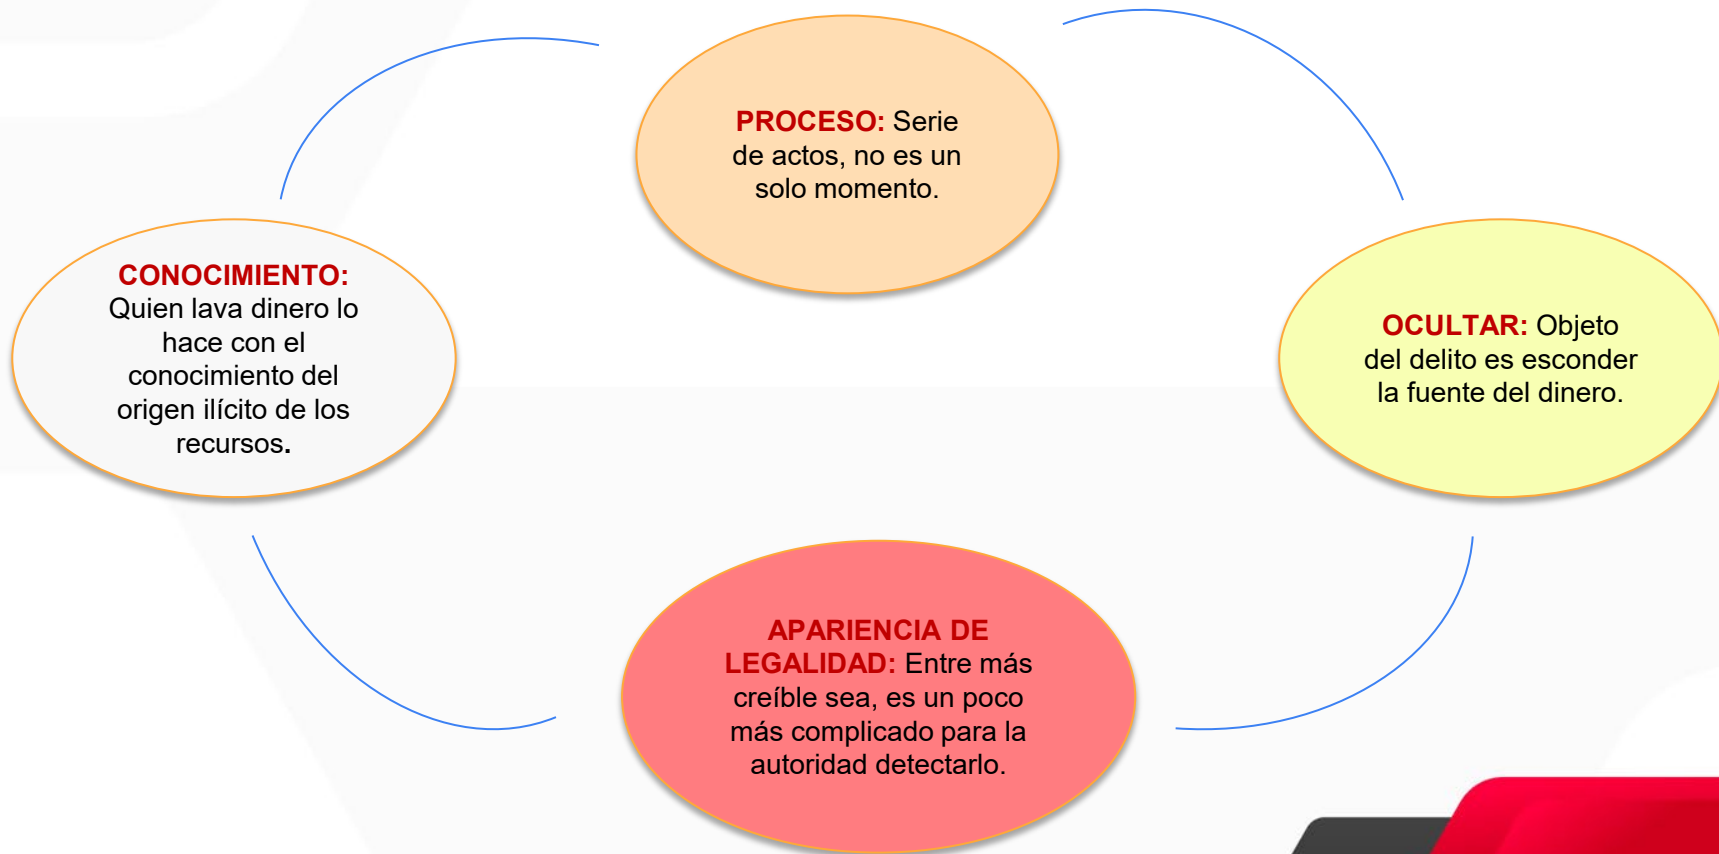 PROCESO: Serie
de actos, no es un
solo momento.
CONOCIMIENTO:
Quien lava dinero lo
hace con el
conocimiento del
origen ilícito de los
recursos.
OCULTAR: Objeto
del delito es esconder
la fuente del dinero.
APARIENCIA DE
LEGALIDAD: Entre más
creíble sea, es un poco
más complicado para la
autoridad detectarlo.